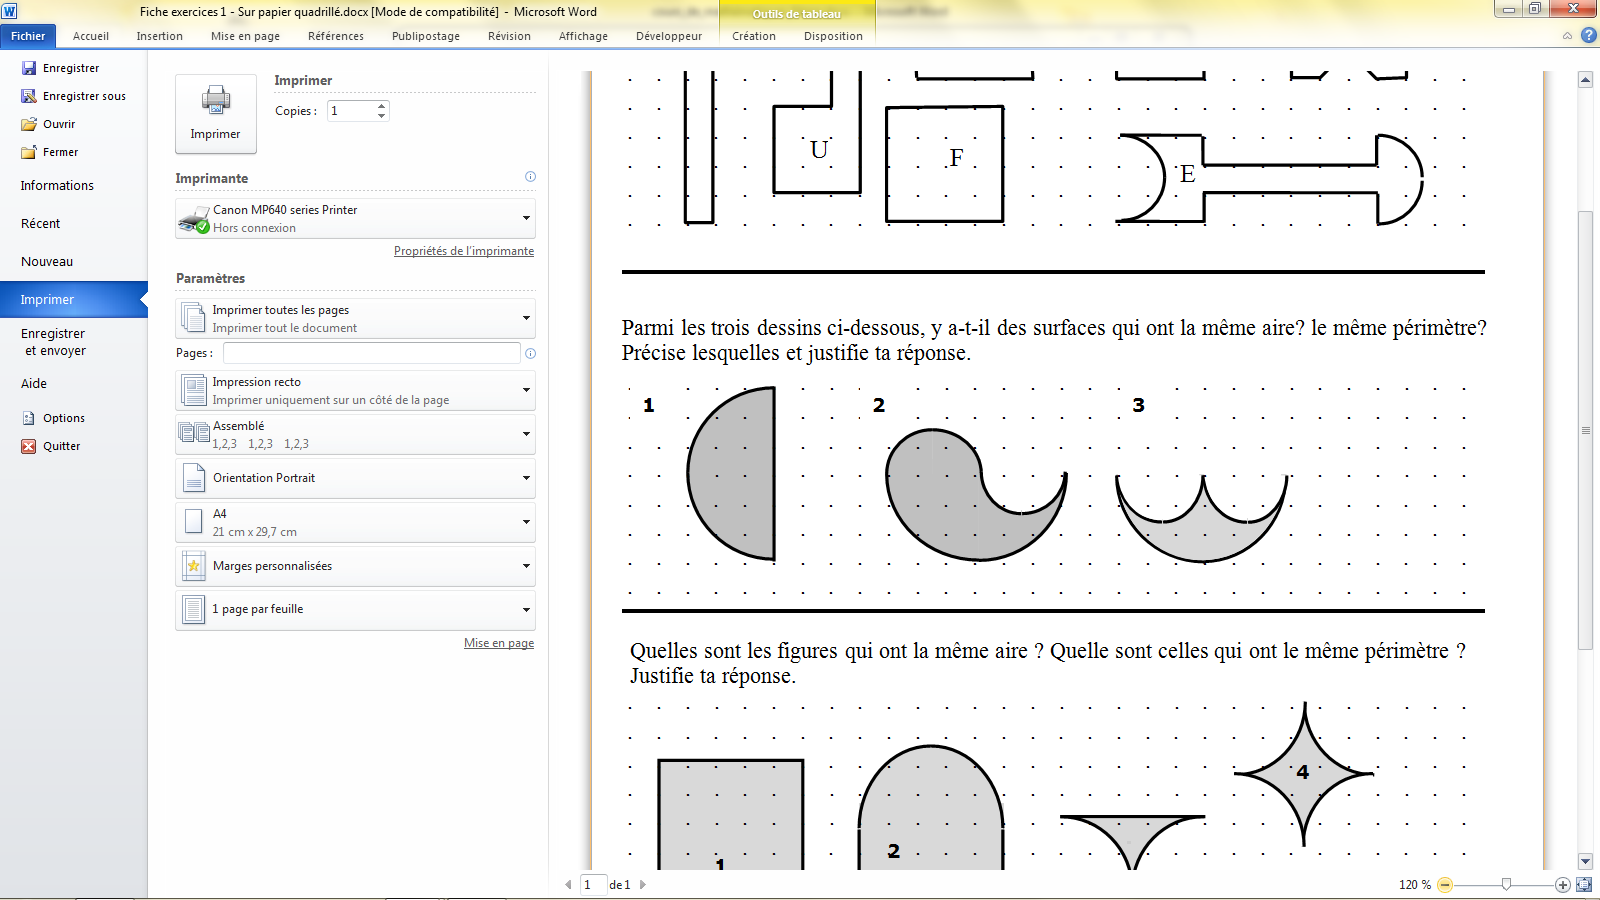 Fiche exercices 1 - Sur papier quadrillé.docx [Mode de compatibilité] - Microsoft Word
Outils de tableau
Fichier Accueil Insertion Mise en page Références Publipostage Révision Affichage Développeur Création Disposition
Enregistrer
Enregistrer sous
Ouvrir
Fermer
Informations
Récent
Nouveau
Imprimer
Enregistrer
et envoyer
Aide
Options
Quitter
Imprimer
Imprimer
Copies : 1
Imprimante
Canon MP640 series Printer
Hors connexion
Propriétés de l'imprimante
Paramètres
Imprimer toutes les pages
Imprimer tout le document
Pages :
Impression recto
Imprimer uniquement sur un côté de la page
Assemblé
1,2,3 1,2,3 1,2,3
Orientation Portrait
A4
21 cm x 29,7 cm
Marges personnalisées
1 page par feuille
Mise en page
U F E
Parmi les trois dessins ci-dessous, y a-t-il des surfaces qui ont la même aire? le même périmètre?
Précise lesquelles et justifie ta réponse.
1 2 3
Quelles sont les figures qui ont la même aire ? Quelle sont celles qui ont le même périmètre ?
Justifie ta réponse.
4
2
1
1 de 1
120 %